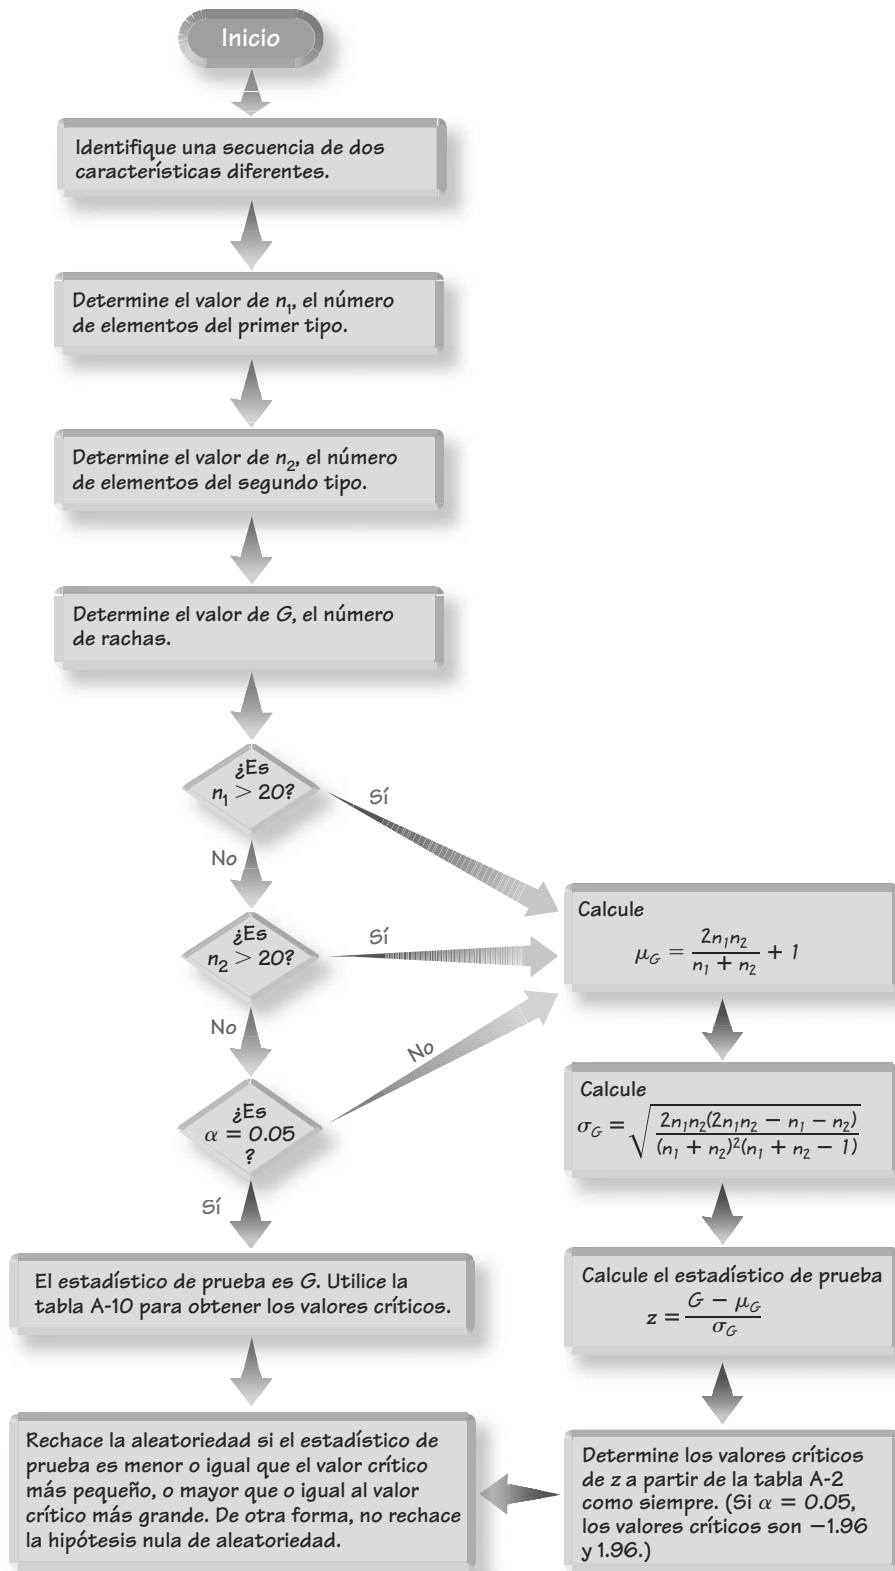 Inicio
Identifique una secuencia de dos
características diferentes.
Determine el valor de n₁, el número
de elementos del primer tipo.
Determine el valor de n₂, el número
de elementos del segundo tipo.
Determine el valor de G, el número
de rachas.
¿Es
n₁ > 20?
Sí
No
¿Es
n₂ > 20?
Sí
No
¿Es
α = 0.05
?
No
Sí
El estadístico de prueba es G. Utilice la
tabla A-10 para obtener los valores críticos.
Rechace la aleatoriedad si el estadístico de
prueba es menor o igual que el valor crítico
más pequeño, o mayor que o igual al valor
crítico más grande. De otra forma, no rechace
la hipótesis nula de aleatoriedad.
Calcule
μ_G = 2n₁n₂ / (n₁ + n₂) + 1
Calcule
σ_G = √(2n₁n₂(2n₁n₂ − n₁ − n₂) / ((n₁ + n₂)²(n₁ + n₂ − 1)))
Calcule el estadístico de prueba
z = (G − μ_G) / σ_G
Determine los valores críticos
de z a partir de la tabla A-2
como siempre. (Si α = 0.05,
los valores críticos son −1.96
y 1.96.)